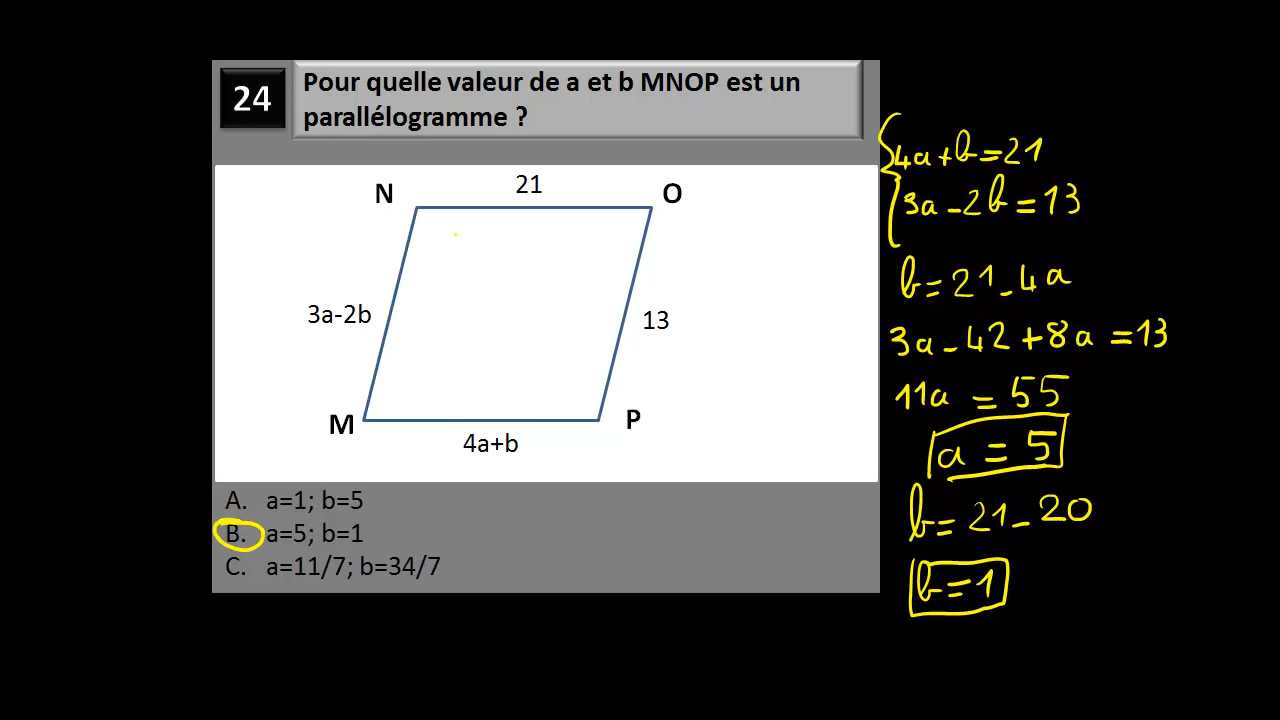 24
Pour quelle valeur de a et b MNOP est un
parallélogramme ?
N
21
O
3a-2b
13
M
P
4a+b
A. a=1; b=5
B. a=5; b=1
C. a=11/7; b=34/7
4a+b=21
3a-2b=13
b=21-4a
3a-42+8a=13
11a=55
a=5
b=21-20
b=1